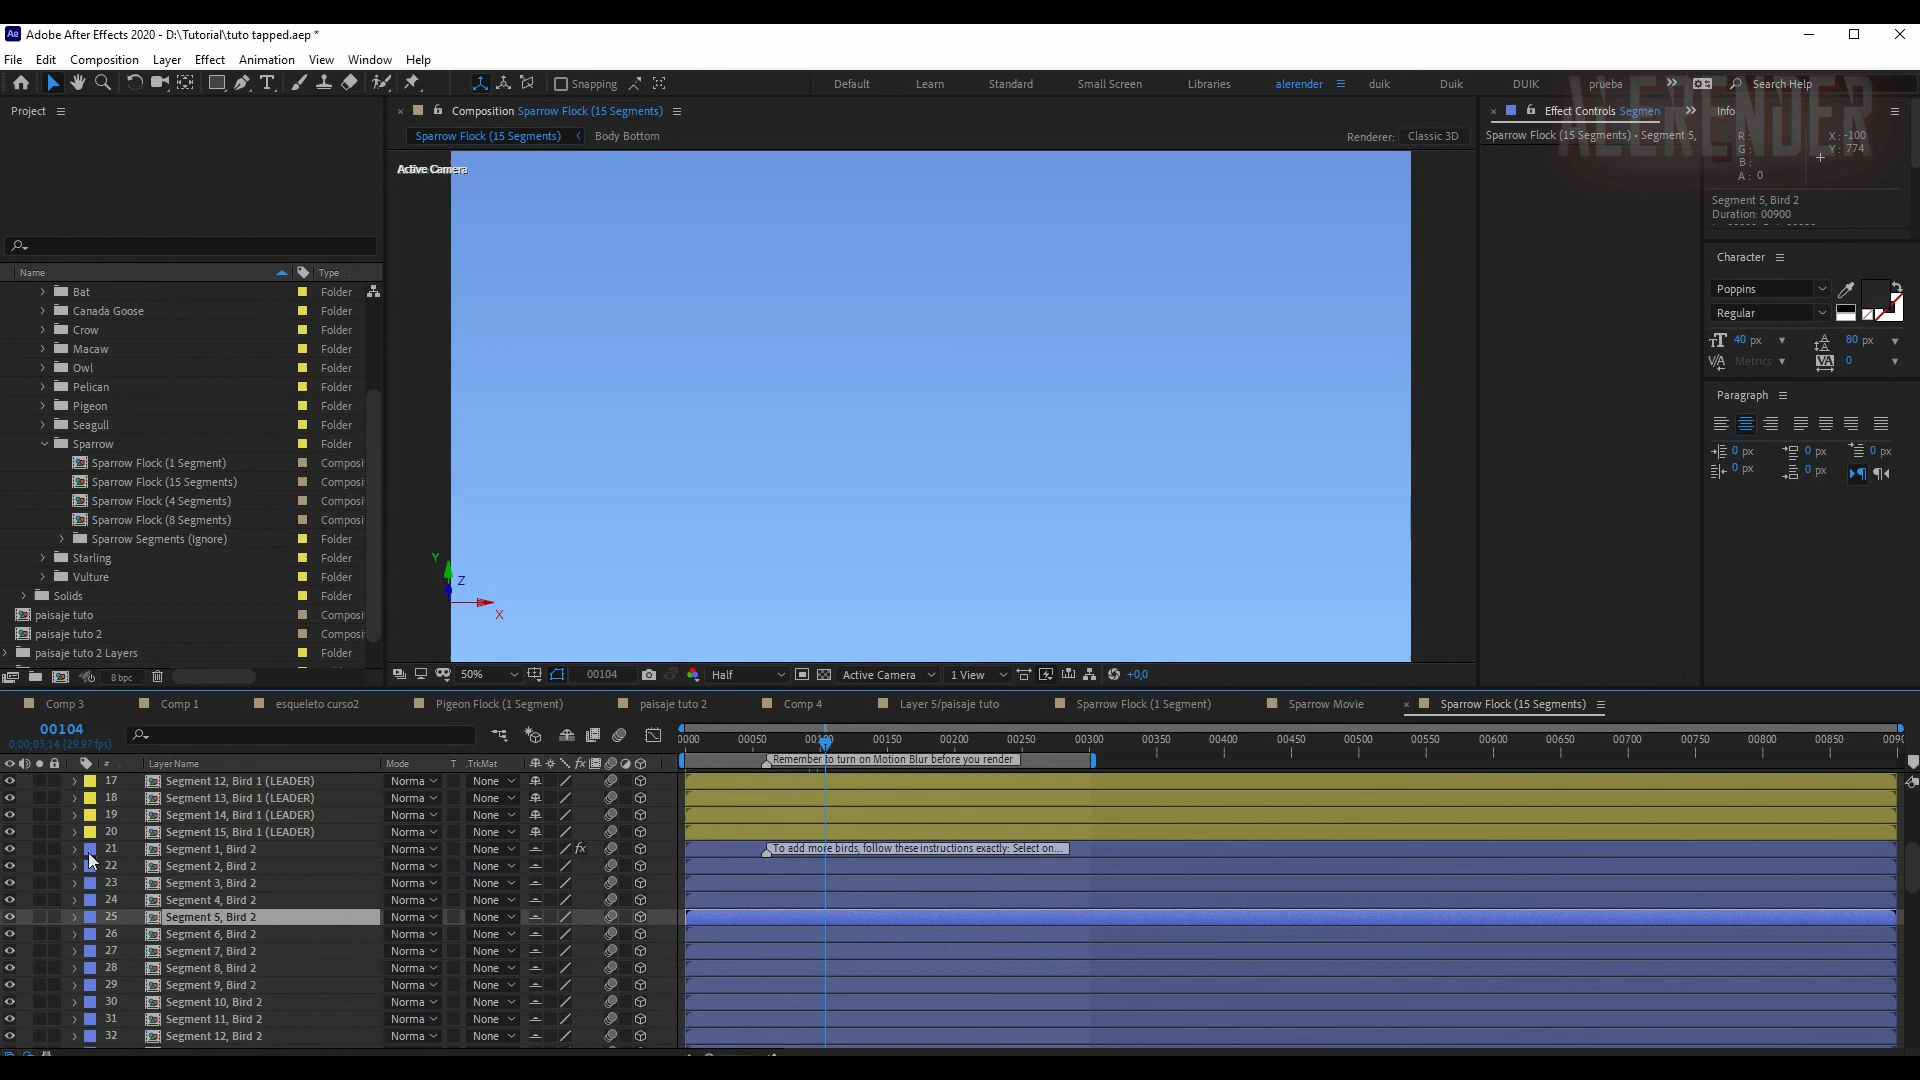 Adobe After Effects 2020 - D:\Tutorial\tuto tapped.aep *
File Edit Composition Layer Effect Animation View Window Help
Snapping
Default Learn Standard Small Screen Libraries alerender duik Duik DUIK prueba Search Help
ALERENDER
Project
Composition Sparrow Flock (15 Segments)
Effect Controls Segmen
Info
Sparrow Flock (15 Segments) Body Bottom
Renderer: Classic 3D
Sparrow Flock (15 Segments) • Segment 5,
Active Camera
R :
G :
B :
A : 0
X : -100
Y : 774
Segment 5, Bird 2
Duration: 00900
Name Type
Bat Folder
Canada Goose Folder
Crow Folder
Macaw Folder
Owl Folder
Pelican Folder
Pigeon Folder
Seagull Folder
Sparrow Folder
Sparrow Flock (1 Segment) Composi
Sparrow Flock (15 Segments) Composi
Sparrow Flock (4 Segments) Composi
Sparrow Flock (8 Segments) Composi
Sparrow Segments (Ignore) Folder
Starling Folder
Vulture Folder
Solids Folder
paisaje tuto Composi
paisaje tuto 2 Composi
paisaje tuto 2 Layers Folder
8 bpc
Y
Z
X
Character
Poppins
Regular
40 px 80 px
Metrics 0
Paragraph
0 px 0 px 0 px
0 px 0 px
50% 00104 Half Active Camera 1 View +0,0
Comp 3 Comp 1 esqueleto curso2 Pigeon Flock (1 Segment) paisaje tuto 2 Comp 4 Layer 5/paisaje tuto Sparrow Flock (1 Segment) Sparrow Movie Sparrow Flock (15 Segments)
00104
0;00;03;14 (29.97 fps)
0000 00050 00100 00150 00200 00250 00300 00350 00400 00450 00500 00550 00600 00650 00700 00750 00800 00850 0090
# Layer Name Mode T .TrkMat fx
Remember to turn on Motion Blur before you render
17 Segment 12, Bird 1 (LEADER) Norma None
18 Segment 13, Bird 1 (LEADER) Norma None
19 Segment 14, Bird 1 (LEADER) Norma None
20 Segment 15, Bird 1 (LEADER) Norma None
21 Segment 1, Bird 2 Norma None fx
To add more birds, follow these instructions exactly: Select on...
22 Segment 2, Bird 2 Norma None
23 Segment 3, Bird 2 Norma None
24 Segment 4, Bird 2 Norma None
25 Segment 5, Bird 2 Norma None
26 Segment 6, Bird 2 Norma None
27 Segment 7, Bird 2 Norma None
28 Segment 8, Bird 2 Norma None
29 Segment 9, Bird 2 Norma None
30 Segment 10, Bird 2 Norma None
31 Segment 11, Bird 2 Norma None
32 Segment 12, Bird 2 Norma None